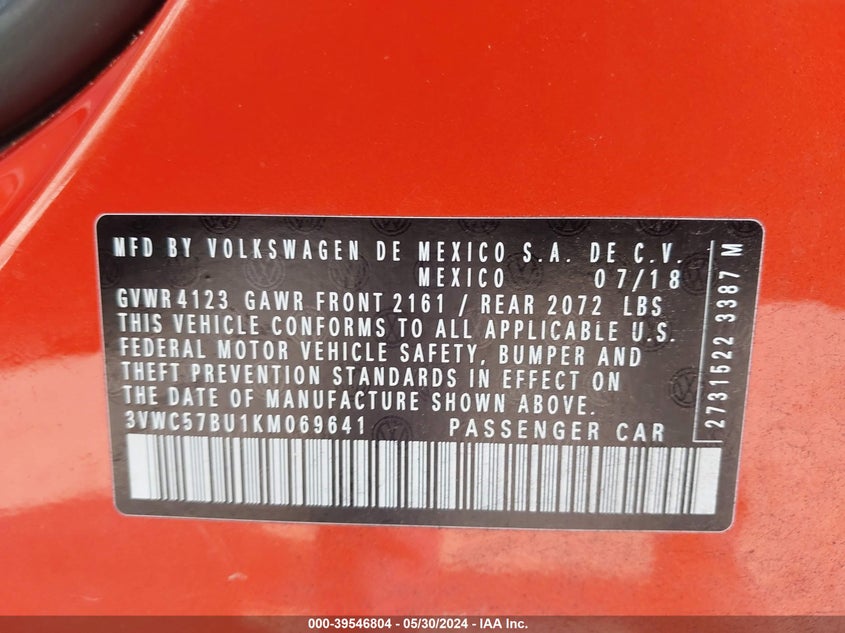 MFD BY VOLKSWAGEN DE MEXICO S.A. DE C.V.
MEXICO 07/18
GVWR 4123 GAWR FRONT 2161 / REAR 2072 LBS
THIS VEHICLE CONFORMS TO ALL APPLICABLE U.S.
FEDERAL MOTOR VEHICLE SAFETY, BUMPER AND
THEFT PREVENTION STANDARDS IN EFFECT ON
THE DATE OF MANUFACTURE SHOWN ABOVE.
3VWC57BU1KM069641 PASSENGER CAR
2731522 3387 M
000-39546804 - 05/30/2024 - IAA Inc.